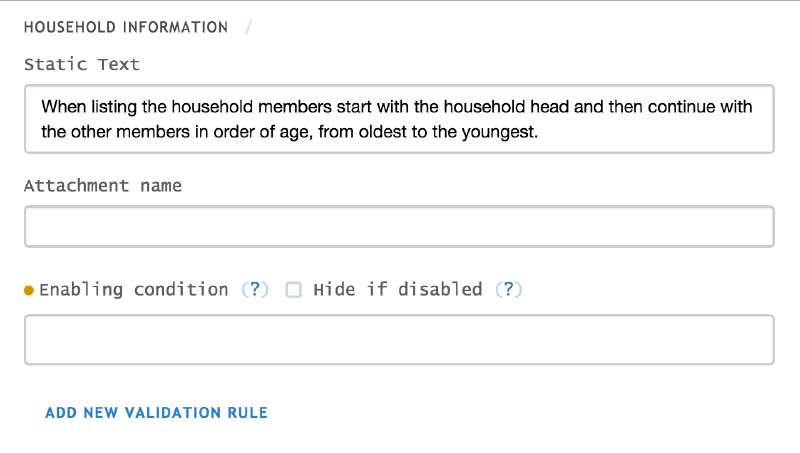 HOUSEHOLD INFORMATION /
Static Text
When listing the household members start with the household head and then continue with
the other members in order of age, from oldest to the youngest.
Attachment name
Enabling condition (?) Hide if disabled (?)
ADD NEW VALIDATION RULE